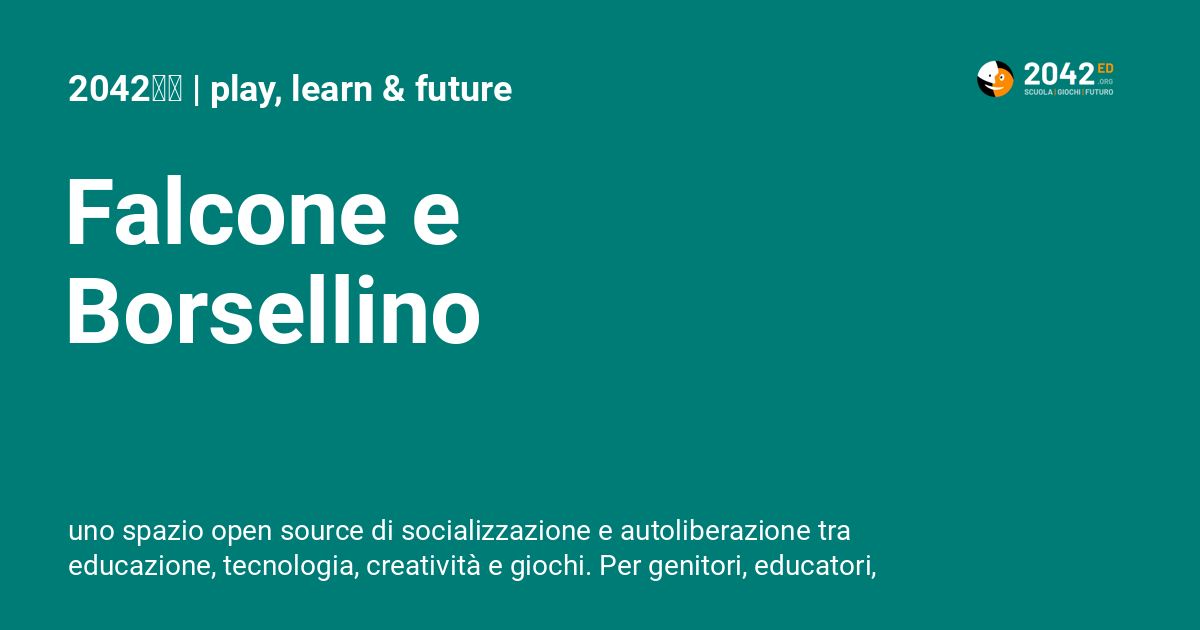 2042 | play, learn & future
2042 ED
.ORG
SCUOLA | GIOCHI | FUTURO
Falcone e
Borsellino
uno spazio open source di socializzazione e autoliberazione tra
educazione, tecnologia, creatività e giochi. Per genitori, educatori,